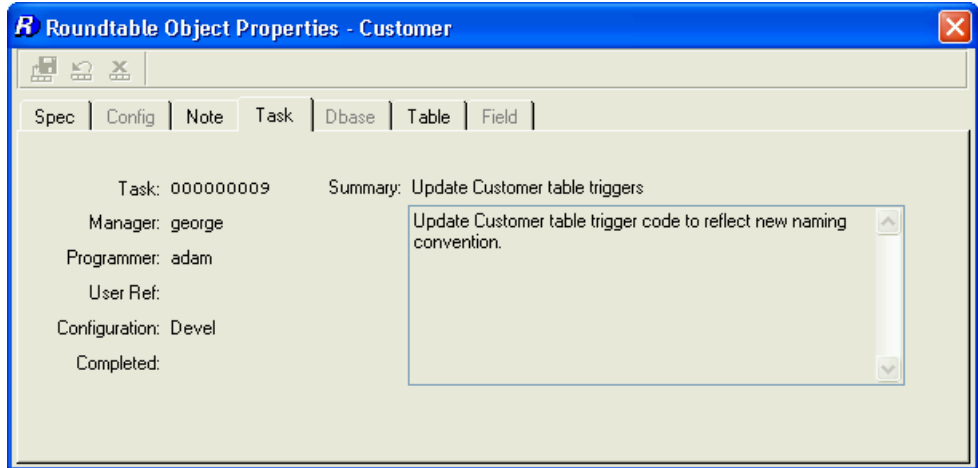 R Roundtable Object Properties - Customer
Spec Config Note Task Dbase Table Field
Task: 000000009 Summary: Update Customer table triggers
Manager: george
Update Customer table trigger code to reflect new naming
convention.
Programmer: adam
User Ref:
Configuration: Devel
Completed: